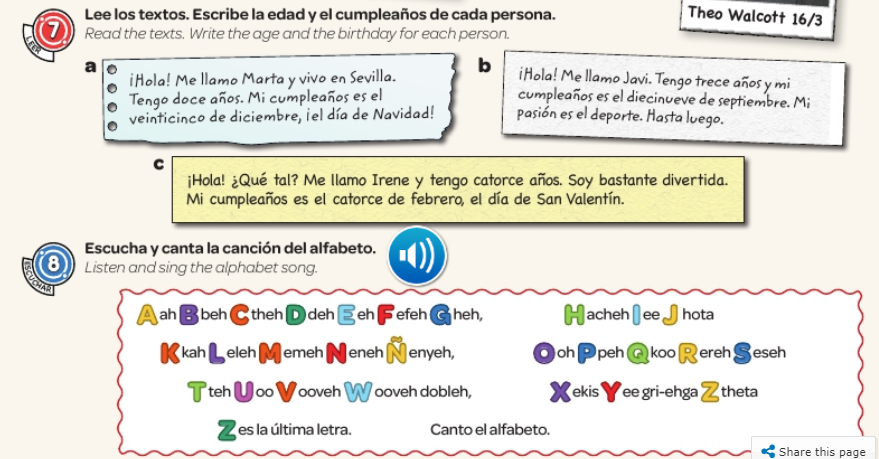 Theo Walcott 16/3
7 Lee los textos. Escribe la edad y el cumpleaños de cada persona.
LEER Read the texts. Write the age and the birthday for each person.
a
¡Hola! Me llamo Marta y vivo en Sevilla.
Tengo doce años. Mi cumpleaños es el
veinticinco de diciembre, ¡el día de Navidad!
b
¡Hola! Me llamo Javi. Tengo trece años y mi
cumpleaños es el diecinueve de septiembre. Mi
pasión es el deporte. Hasta luego.
c
¡Hola! ¿Qué tal? Me llamo Irene y tengo catorce años. Soy bastante divertida.
Mi cumpleaños es el catorce de febrero, el día de San Valentín.
8 Escucha y canta la canción del alfabeto.
ESCUCHAR Listen and sing the alphabet song.
A ah B beh C theh D deh E eh F efeh G heh, H acheh I ee J hota
K kah L eleh M emeh N eneh Ñ enyeh, O oh P peh Q koo R ereh S eseh
T teh U oo V ooveh W ooveh dobleh, X ekis Y ee gri-ehga Z theta
Z es la última letra. Canto el alfabeto.
Share this page